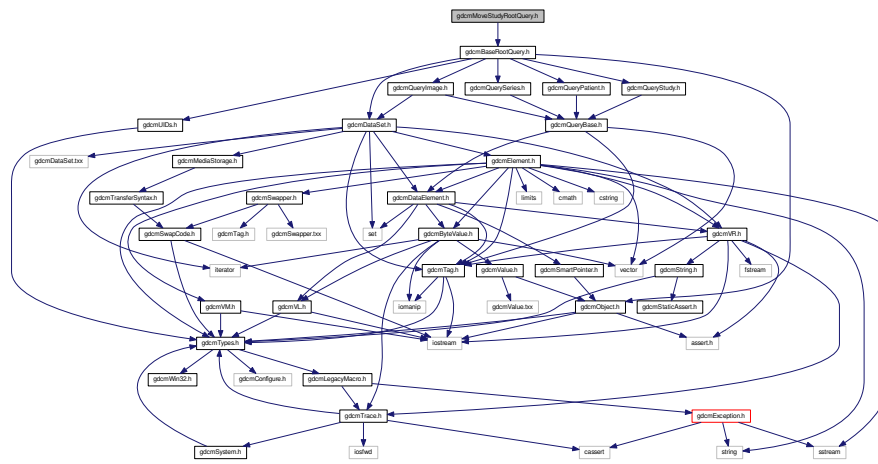 gdcmMoveStudyRootQuery.h
gdcmBaseRootQuery.h
gdcmQueryImage.h gdcmQuerySeries.h gdcmQueryPatient.h gdcmQueryStudy.h
gdcmUIDs.h gdcmDataSet.h gdcmQueryBase.h
gdcmDataSet.txx gdcmMediaStorage.h gdcmElement.h
gdcmTransferSyntax.h gdcmSwapper.h gdcmDataElement.h limits cmath cstring
gdcmSwapCode.h gdcmTag.h gdcmSwapper.txx set gdcmByteValue.h gdcmVR.h
iterator gdcmTag.h gdcmValue.h gdcmSmartPointer.h vector gdcmString.h fstream
gdcmVM.h gdcmVL.h iomanip gdcmValue.txx gdcmObject.h gdcmStaticAssert.h
gdcmTypes.h iostream assert.h
gdcmWin32.h gdcmConfigure.h gdcmLegacyMacro.h
gdcmTrace.h gdcmException.h
gdcmSystem.h iosfwd cassert string sstream